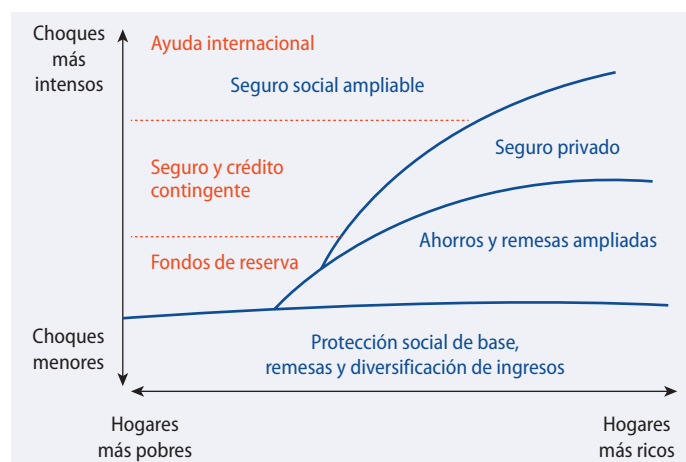 Choques
más
intensos
Ayuda internacional
Seguro social ampliable
Seguro privado
Seguro y crédito
contingente
Ahorros y remesas ampliadas
Fondos de reserva
Choques
menores
Protección social de base,
remesas y diversificación de ingresos
Hogares
más pobres
Hogares
más ricos